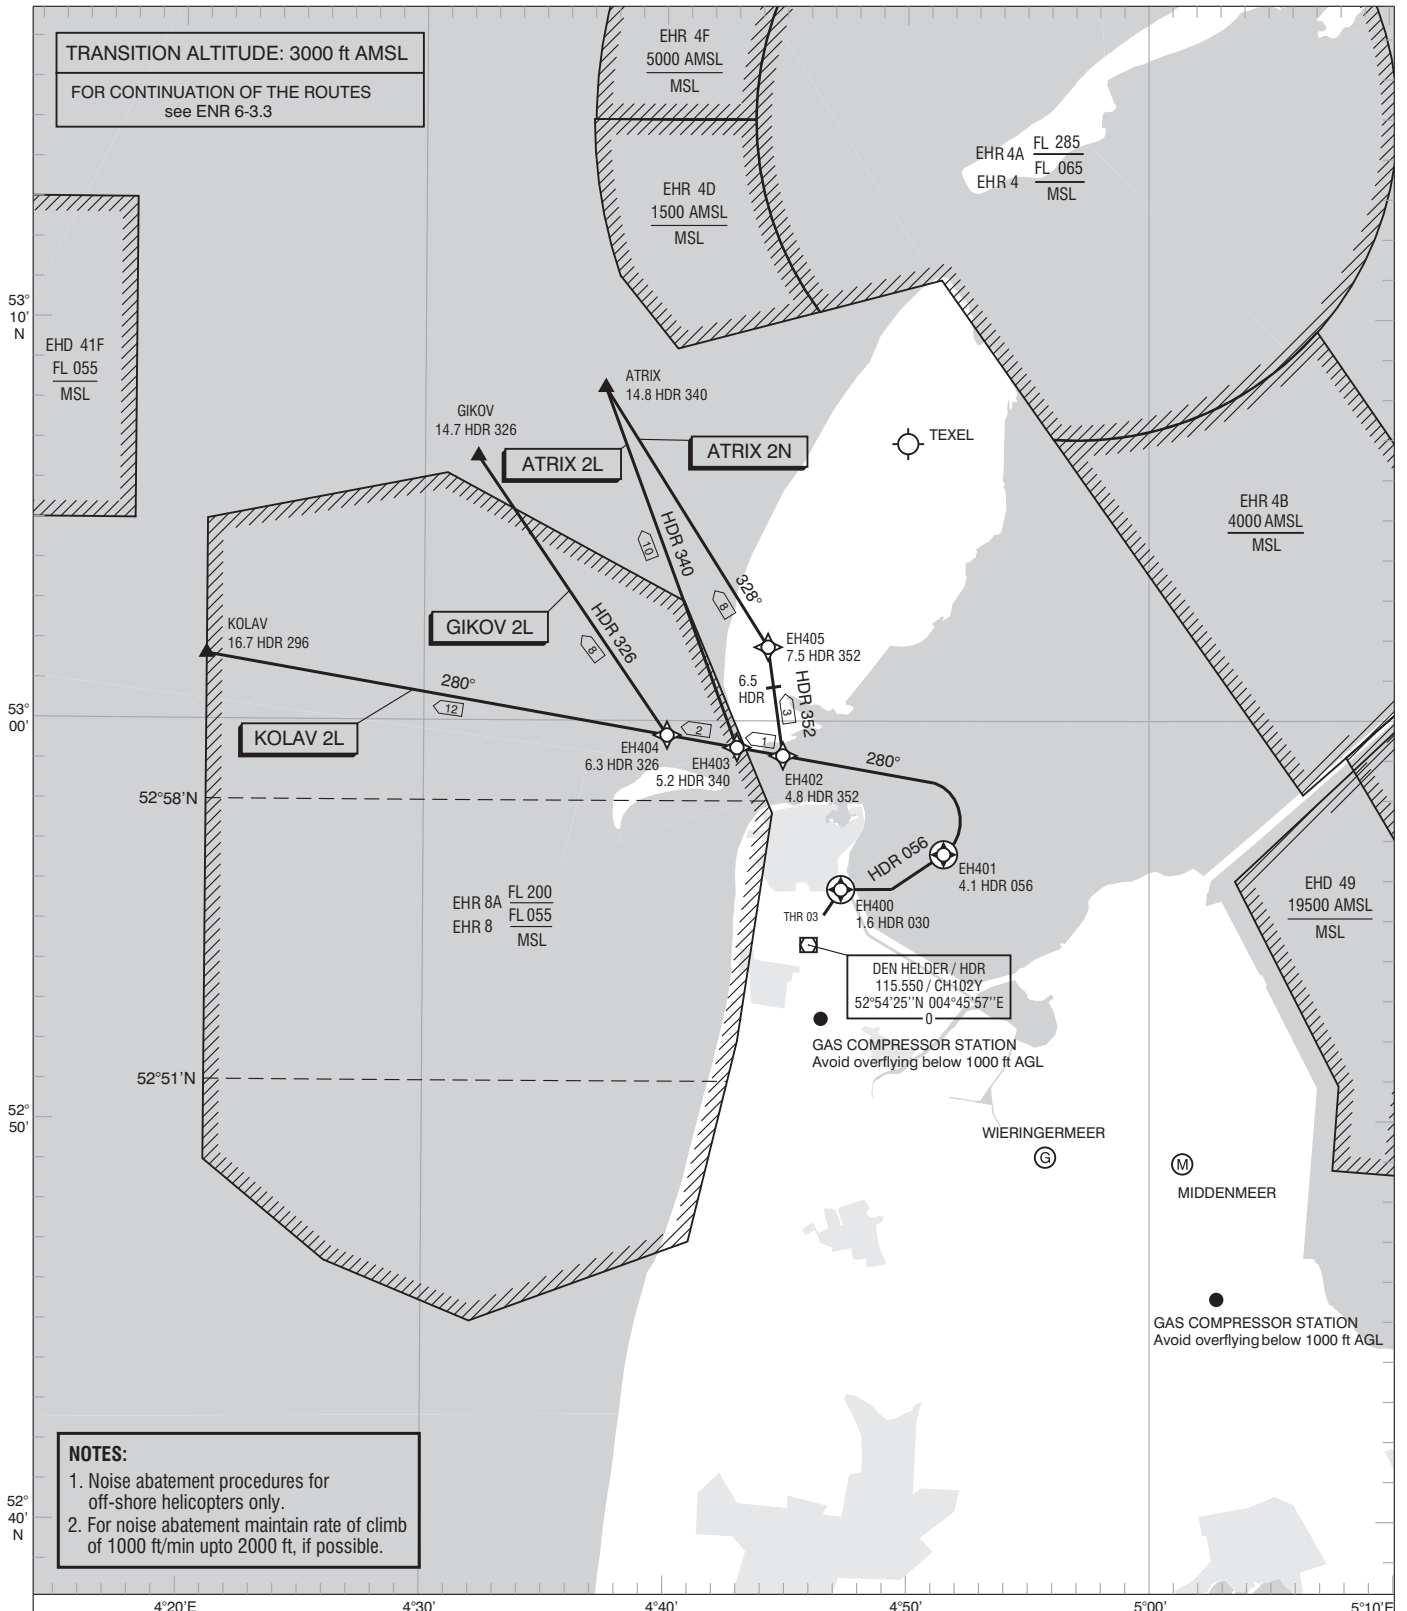 TRANSITION ALTITUDE: 3000 ft AMSL
FOR CONTINUATION OF THE ROUTES
see ENR 6-3.3
EHR 4F
5000 AMSL
MSL
EHR 4D
1500 AMSL
MSL
EHR 4A FL 285
FL 065
EHR 4
MSL
53°
10'
N
EHD 41F
FL 055
MSL
ATRIX
14.8 HDR 340
GIKOV
14.7 HDR 326
ATRIX 2L
ATRIX 2N
TEXEL
EHR 4B
4000 AMSL
MSL
HDR 340
10
328°
8
KOLAV
16.7 HDR 296
GIKOV 2L
HDR 326
8
EH405
7.5 HDR 352
6.5
HDR
HDR 352
3
280°
12
KOLAV 2L
53°
00'
2
1
EH404
6.3 HDR 326
EH403
5.2 HDR 340
EH402
4.8 HDR 352
280°
52°58'N
HDR 056
EH401
4.1 HDR 056
EH400
1.6 HDR 030
THR 03
EHR 8A FL 200
FL 055
EHR 8
MSL
EHD 49
19500 AMSL
MSL
DEN HELDER / HDR
115.550 / CH102Y
52°54'25''N 004°45'57''E
0
GAS COMPRESSOR STATION
Avoid overflying below 1000 ft AGL
52°51'N
52°
50'
WIERINGERMEER
G
M
MIDDENMEER
GAS COMPRESSOR STATION
Avoid overflying below 1000 ft AGL
NOTES:
1. Noise abatement procedures for
off-shore helicopters only.
2. For noise abatement maintain rate of climb
of 1000 ft/min upto 2000 ft, if possible.
52°
40'
N
4°20'E
4°30'
4°40'
4°50'
5°00'
5°10'E